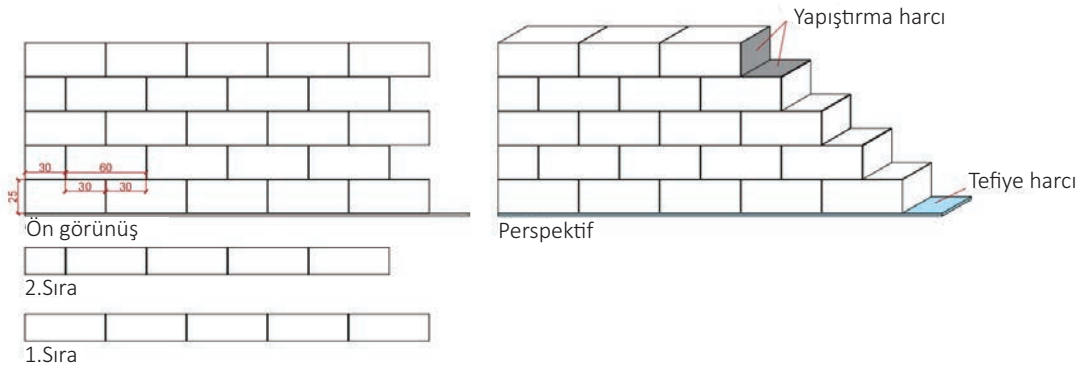 Yapıştırma harcı
30
60
30
30
25
Tefiye harcı
Ön görünüş
Perspektif
2.Sıra
1.Sıra